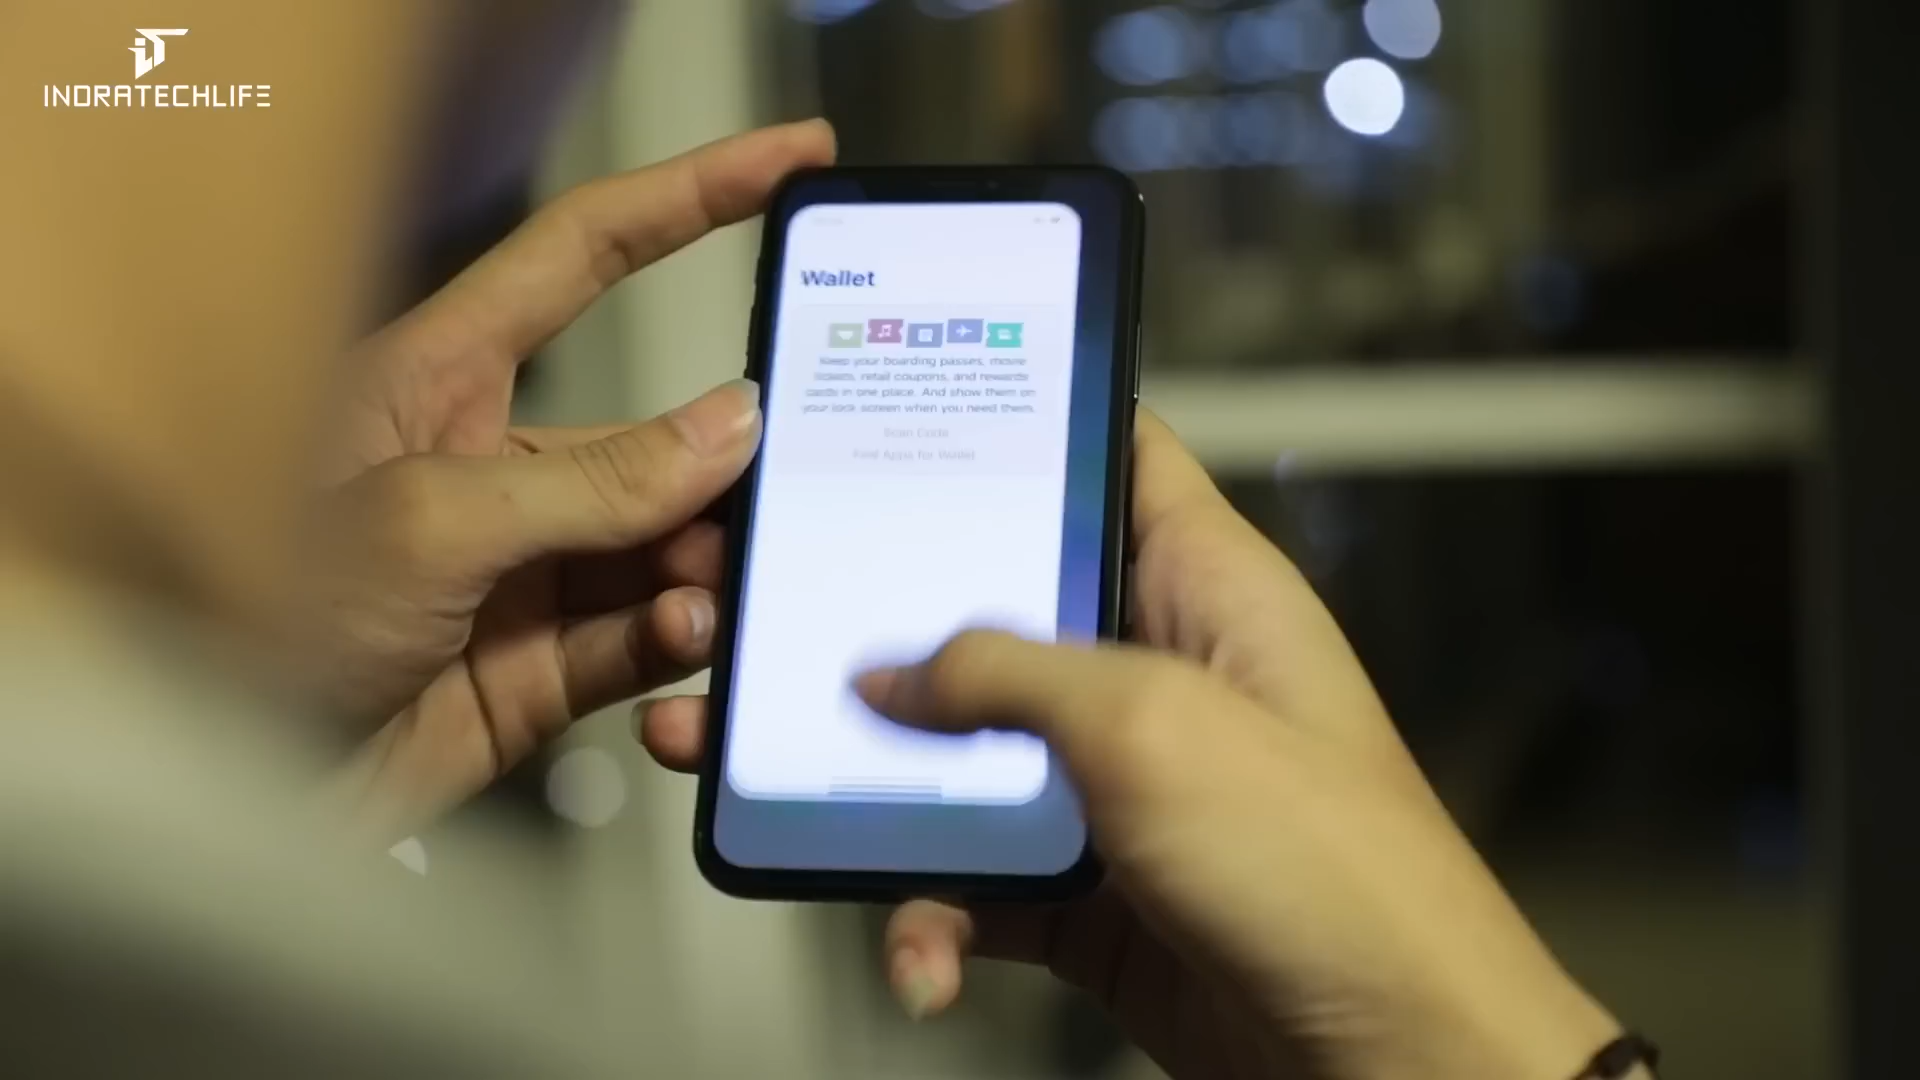 INDRATECHLIFE
Wallet
Keep your boarding passes, movie
tickets, retail coupons, and rewards
cards in one place. And show them on
your lock screen when you need them.
Scan Code
Find Apps for Wallet